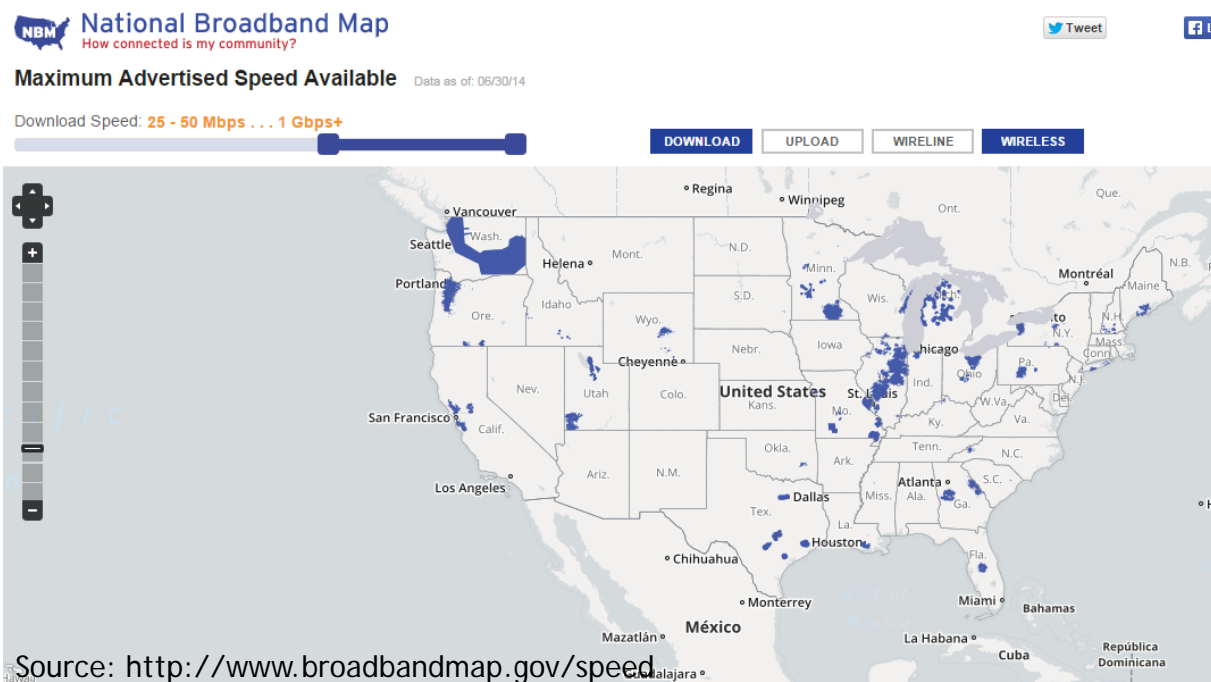 NBM
National Broadband Map
How connected is my community?
Tweet
Maximum Advertised Speed Available Data as of: 06/30/14
Download Speed: 25 - 50 Mbps . . . 1 Gbps+
DOWNLOAD UPLOAD WIRELINE WIRELESS
Regina
Winnipeg
Que.
Ont.
Vancouver
Seattle
Wash.
Mont.
N.D.
Minn.
Helena
Montréal
N.B.
Portland
Maine
Idaho
S.D.
Wis.
Ore.
Wyo.
N.Y.
N.H.
Mass.
Conn.
Cheyenne
Nebr.
Iowa
Pa.
N.J.
Nev.
Utah
Colo.
United States
Kans.
Ind.
Ohio
Del.
W.Va.
Va.
San Francisco
Calif.
Mo.
Ky.
Okla.
Ark.
Tenn.
N.C.
Los Angeles
Ariz.
N.M.
Atlanta
S.C.
Miss.
Ala.
Ga.
Dallas
Tex.
La.
Houston
Chihuahua
Fla.
Monterrey
Miami
Bahamas
México
Mazatlán
La Habana
Cuba
República
Dominicana
Source: http://www.broadbandmap.gov/speed